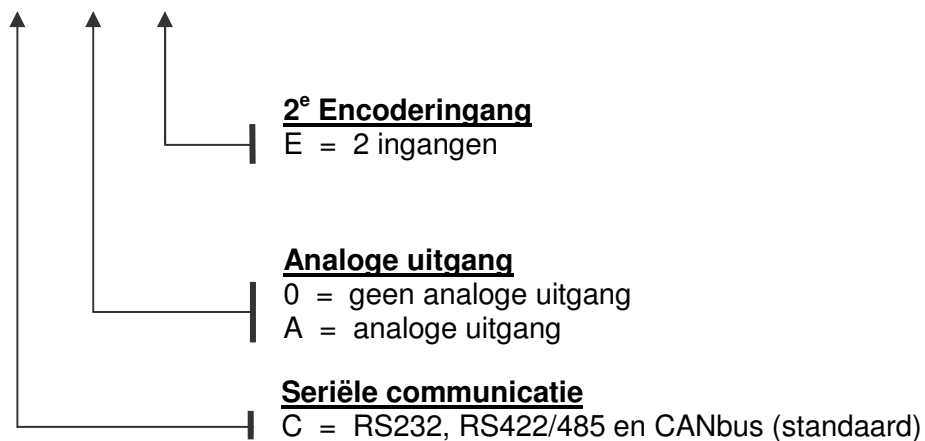 2e Encoderingang
E = 2 ingangen
Analoge uitgang
0 = geen analoge uitgang
A = analoge uitgang
Seriële communicatie
C = RS232, RS422/485 en CANbus (standaard)